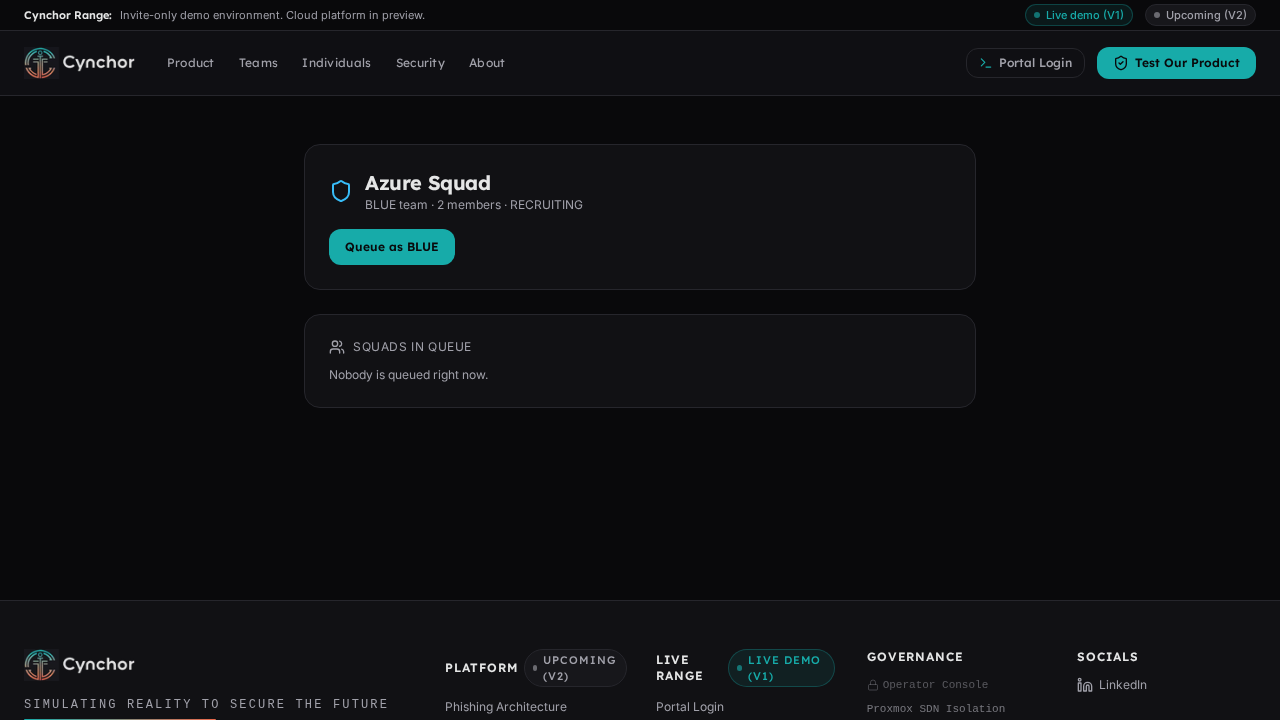 Cynchor Range: Invite-only demo environment. Cloud platform in preview.
Live demo (V1)
Upcoming (V2)
Cynchor
Product
Teams
Individuals
Security
About
Portal Login
Test Our Product
Azure Squad
BLUE team · 2 members · RECRUITING
Queue as BLUE
SQUADS IN QUEUE
Nobody is queued right now.
Cynchor
SIMULATING REALITY TO SECURE THE FUTURE
PLATFORM
UPCOMING
(V2)
Phishing Architecture
LIVE
RANGE
LIVE DEMO
(V1)
Portal Login
GOVERNANCE
Operator Console
Proxmox SDN Isolation
SOCIALS
LinkedIn